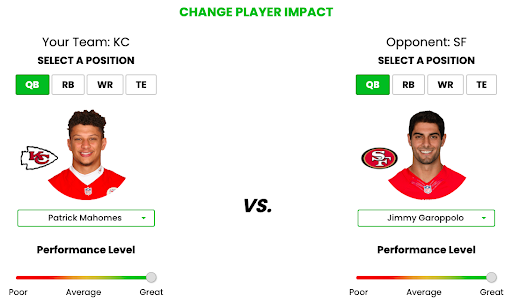 CHANGE PLAYER IMPACT
Your Team: KC
SELECT A POSITION
QB RB WR TE
KC
Patrick Mahomes
Performance Level
Poor Average Great
VS.
Opponent: SF
SELECT A POSITION
QB RB WR TE
SF
Jimmy Garoppolo
Performance Level
Poor Average Great